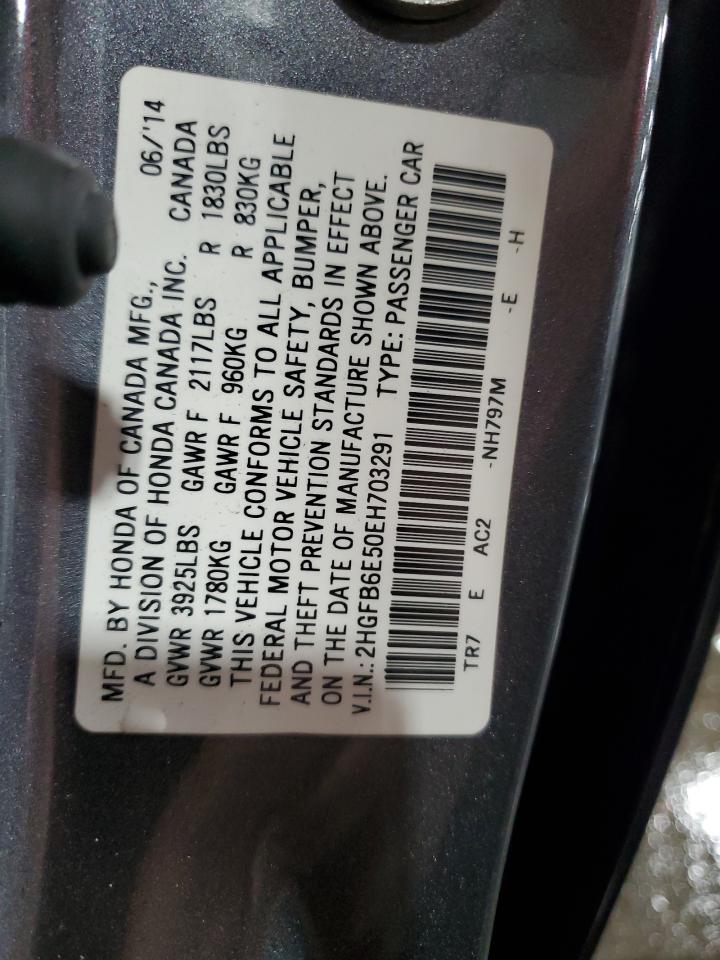 MFD. BY HONDA OF CANADA MFG., 06/'14
A DIVISION OF HONDA CANADA INC. CANADA
GVWR 3925LBS GAWR F 2117LBS R 1830LBS
GVWR 1780KG GAWR F 960KG R 830KG
THIS VEHICLE CONFORMS TO ALL APPLICABLE
FEDERAL MOTOR VEHICLE SAFETY, BUMPER,
AND THEFT PREVENTION STANDARDS IN EFFECT
ON THE DATE OF MANUFACTURE SHOWN ABOVE.
V.I.N.: 2HGFB6E50EH703291 TYPE: PASSENGER CAR
TR7 E AC2 -NH797M -E -H